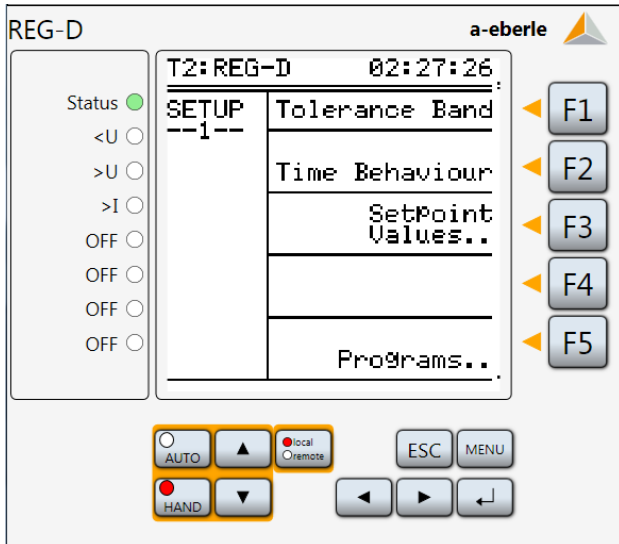 REG-D
a-eberle
T2:REG-D 02:27:26
Status
<U
>U
>I
OFF
OFF
OFF
OFF
SETUP
--1--
Tolerance Band
Time Behaviour
Setpoint
Values..
Programs..
F1
F2
F3
F4
F5
AUTO
HAND
local
remote
ESC
MENU